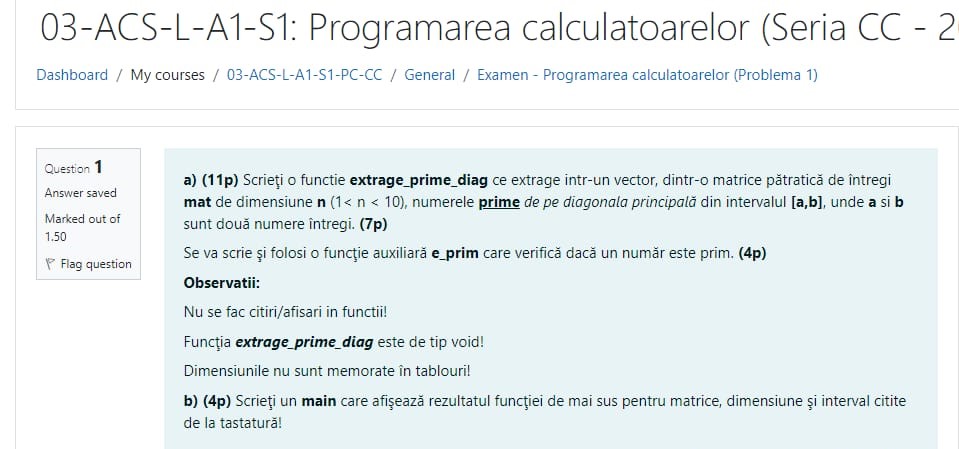 03-ACS-L-A1-S1: Programarea calculatoarelor (Seria CC - 2
Dashboard / My courses / 03-ACS-L-A1-S1-PC-CC / General / Examen - Programarea calculatoarelor (Problema 1)
Question 1
Answer saved
Marked out of
1.50
Flag question
a) (11p) Scrieți o functie extrage_prime_diag ce extrage intr-un vector, dintr-o matrice pătratică de întregi
mat de dimensiune n (1< n < 10), numerele prime de pe diagonala principală din intervalul [a,b], unde a si b
sunt două numere întregi. (7p)
Se va scrie şi folosi o funcţie auxiliară e_prim care verifică dacă un număr este prim. (4p)
Observatii:
Nu se fac citiri/afisari in functii!
Funcţia extrage_prime_diag este de tip void!
Dimensiunile nu sunt memorate în tablouri!
b) (4p) Scrieţi un main care afişează rezultatul funcţiei de mai sus pentru matrice, dimensiune şi interval citite
de la tastatură!